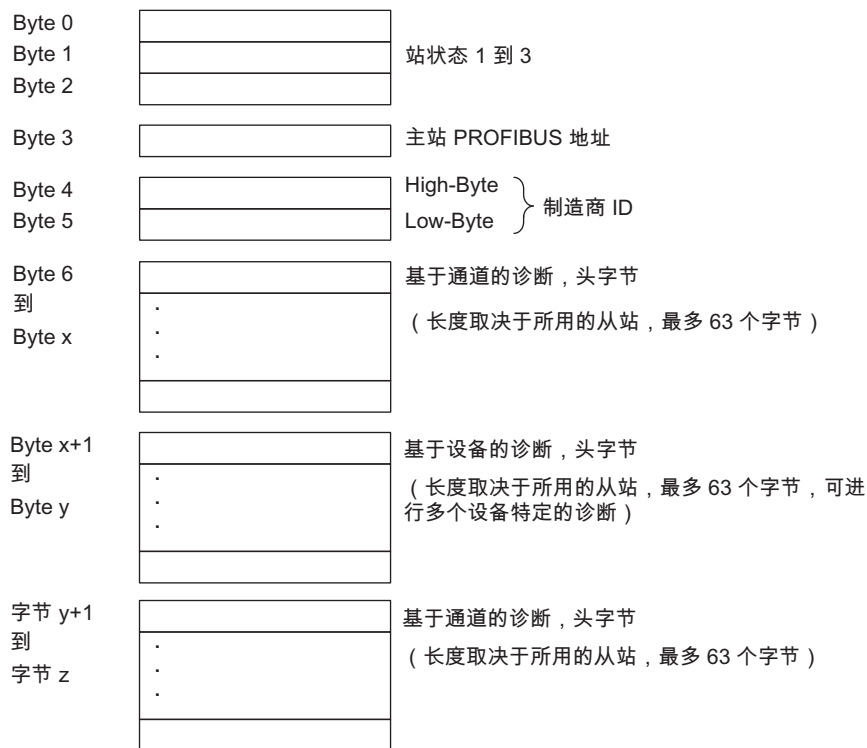 Byte 0
Byte 1
站状态 1 到 3
Byte 2
Byte 3
主站 PROFIBUS 地址
Byte 4
High-Byte
制造商 ID
Byte 5
Low-Byte
Byte 6
基于通道的诊断，头字节
到
（长度取决于所用的从站，最多 63 个字节）
Byte x
Byte x+1
基于设备的诊断，头字节
到
（长度取决于所用的从站，最多 63 个字节，可进
行多个设备特定的诊断）
Byte y
字节 y+1
基于通道的诊断，头字节
到
（长度取决于所用的从站，最多 63 个字节）
字节 z